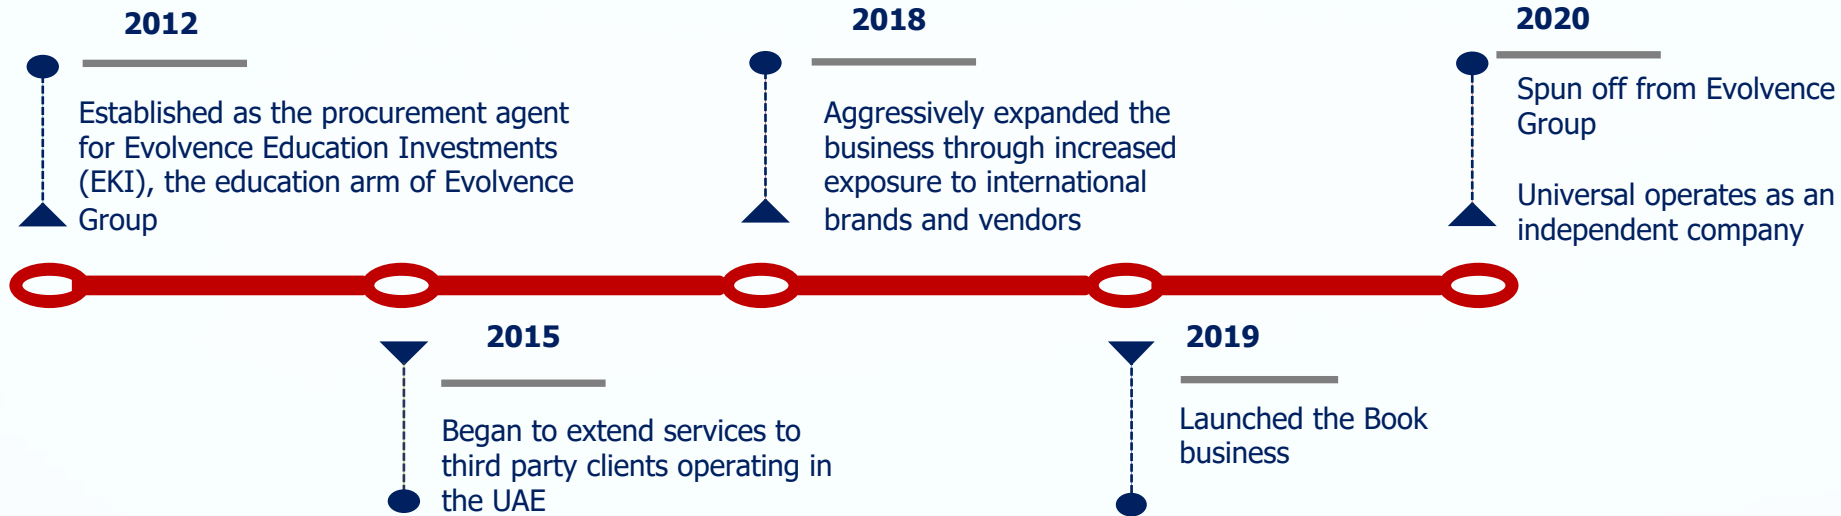 2012
Established as the procurement agent
for Evolvence Education Investments
(EKI), the education arm of Evolvence
Group
2015
Began to extend services to
third party clients operating in
the UAE
2018
Aggressively expanded the
business through increased
exposure to international
brands and vendors
2019
Launched the Book
business
2020
Spun off from Evolvence
Group
Universal operates as an
independent company